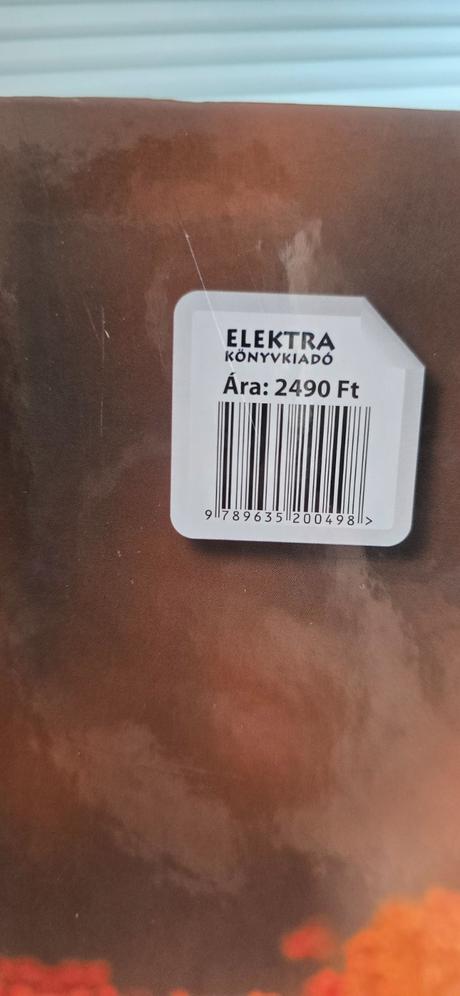 ELEKTRA
KÖNYVKIADÓ
Ára: 2490 Ft
9 789635 200498 >